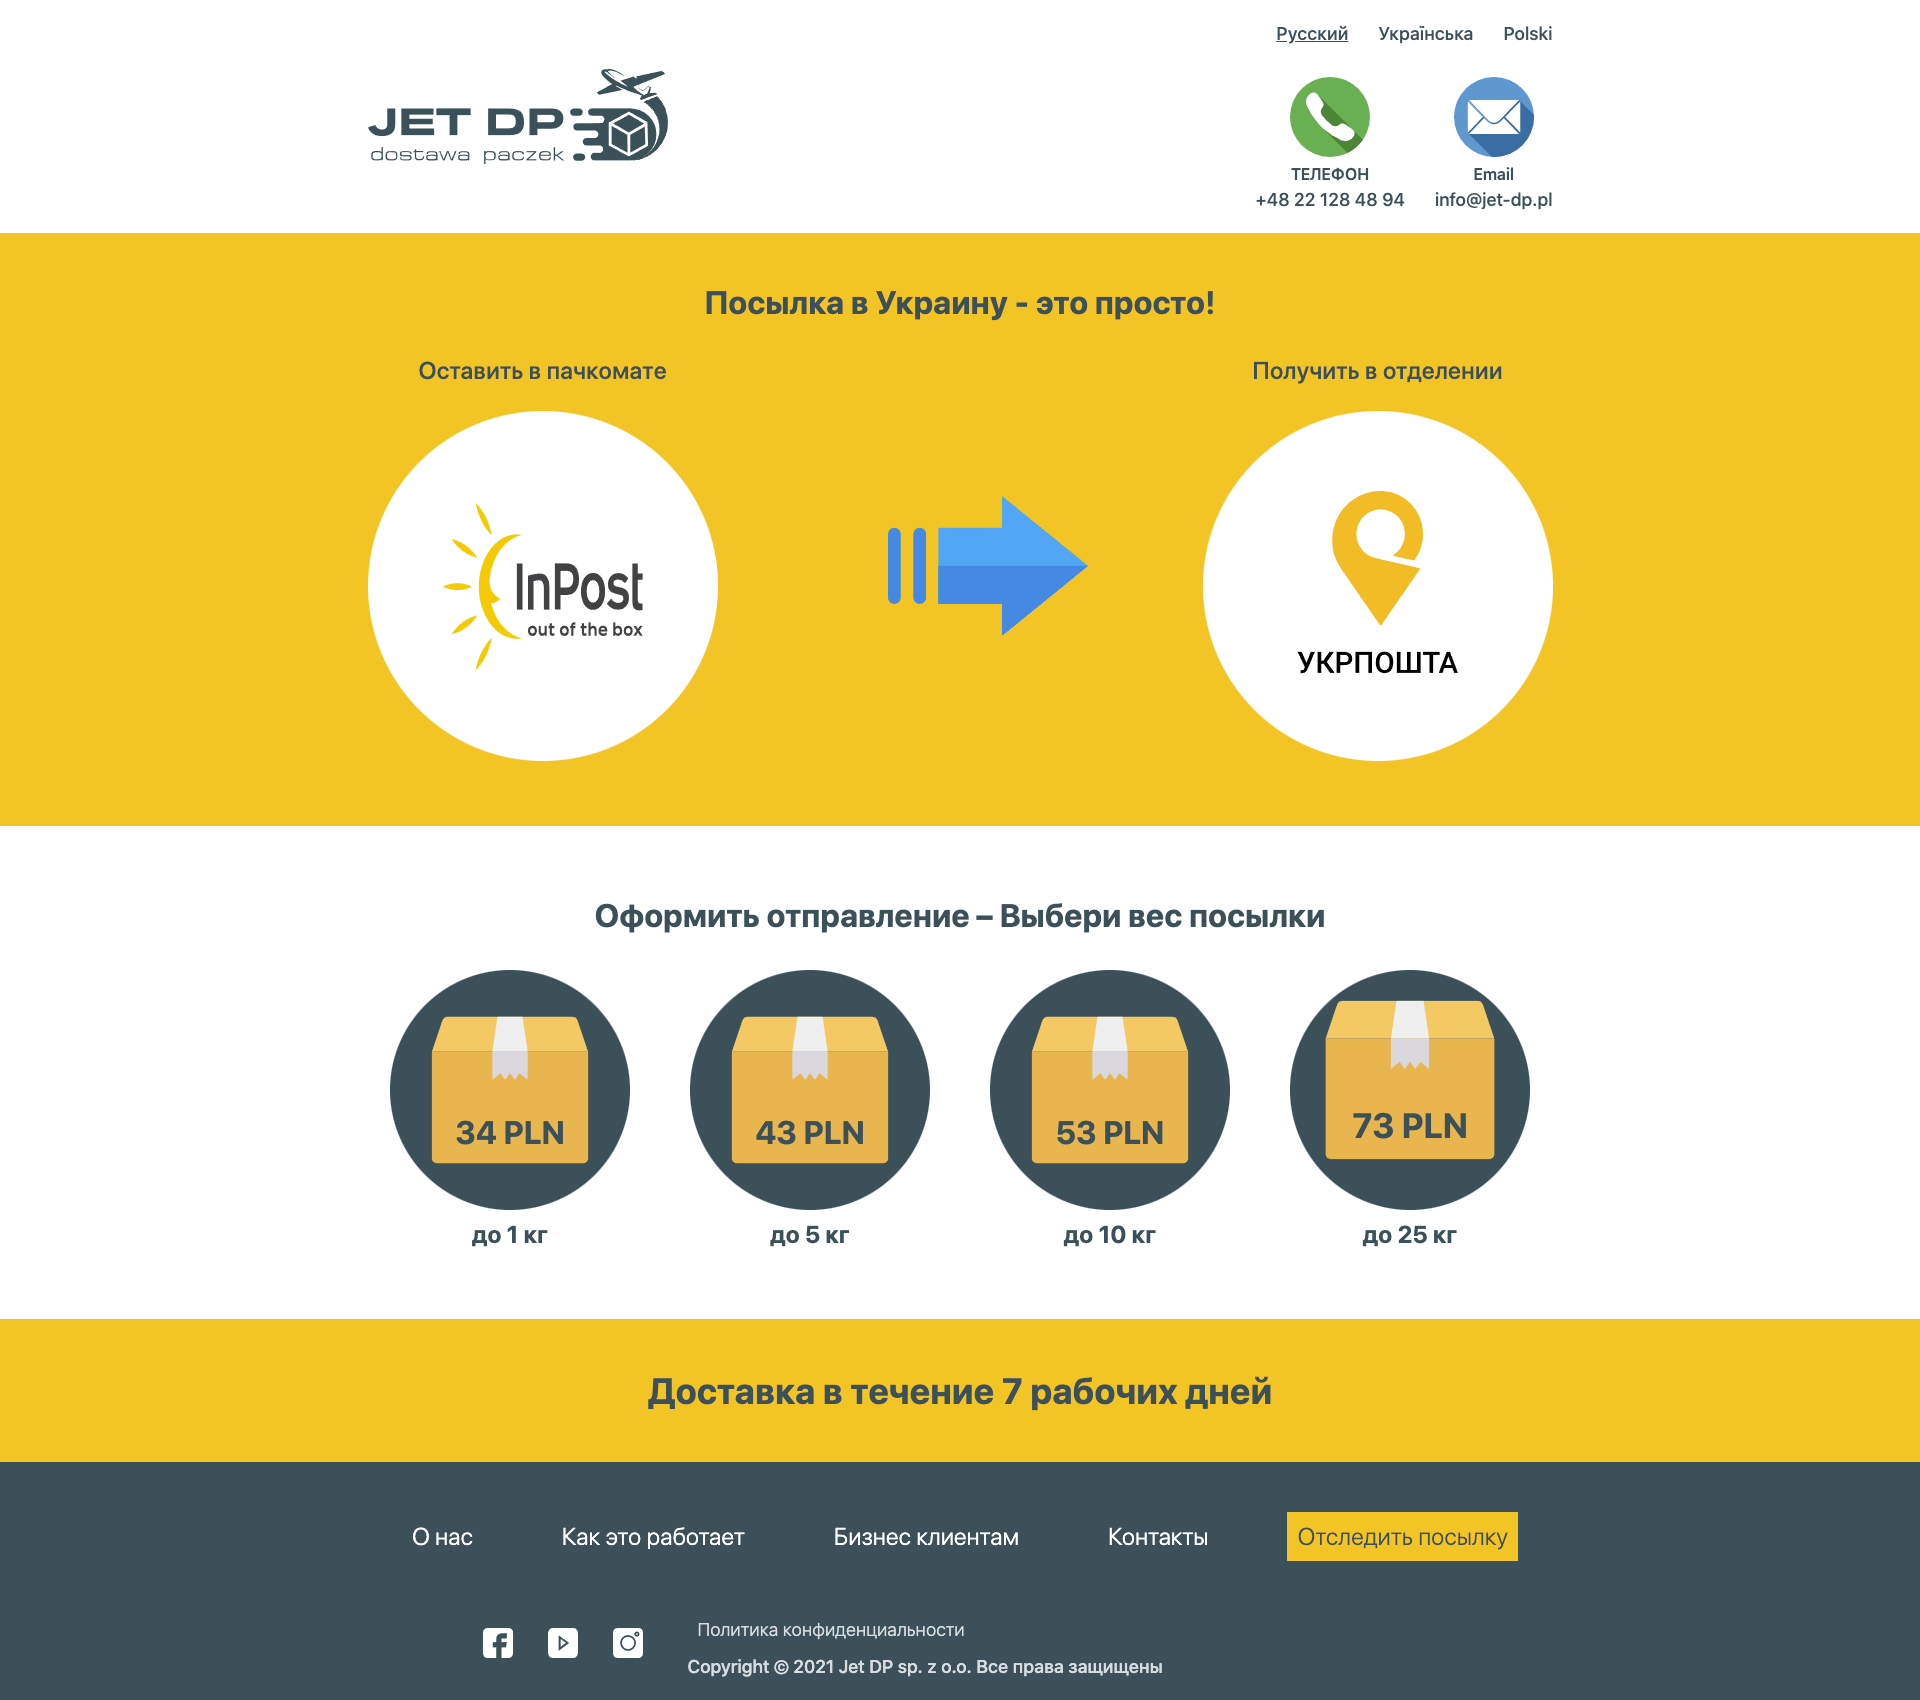 Русский Українська Polski
JET DP
dostawa paczek
ТЕЛЕФОН
+48 22 128 48 94
Email
info@jet-dp.pl
Посылка в Украину - это просто!
Оставить в пачкомате
Получить в отделении
InPost
out of the box
УКРПОШТА
Оформить отправление – Выбери вес посылки
34 PLN
43 PLN
53 PLN
73 PLN
до 1 кг
до 5 кг
до 10 кг
до 25 кг
Доставка в течение 7 рабочих дней
О нас
Как это работает
Бизнес клиентам
Контакты
Отследить посылку
Политика конфиденциальности
Copyright © 2021 Jet DP sp. z o.o. Все права защищены